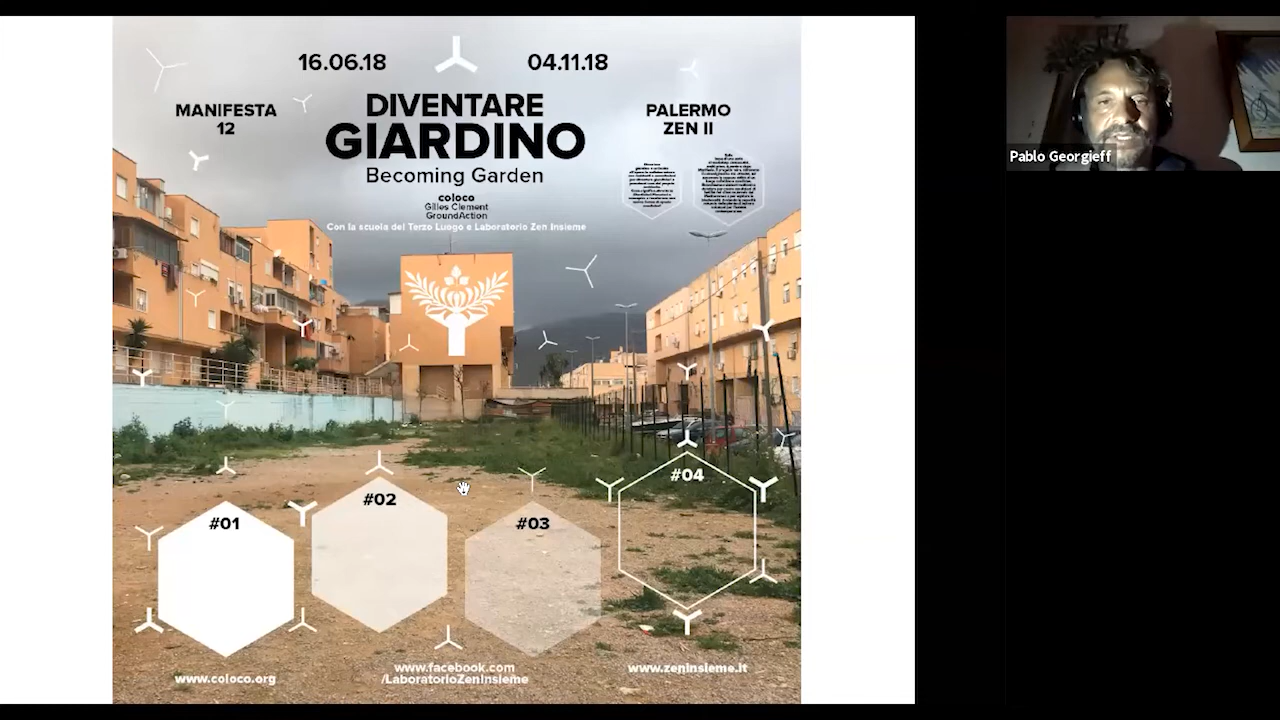 16.06.18
04.11.18
MANIFESTA
12
DIVENTARE
GIARDINO
Becoming Garden
coloco
Gilles Clement
GroundAction
Con la scuola del Terzo Luogo e Laboratorio Zen Insieme
PALERMO
ZEN II
Pablo Georgieff
#01
#02
#03
#04
www.coloco.org
www.facebook.com
/LaboratorioZenInsieme
www.zeninsieme.it